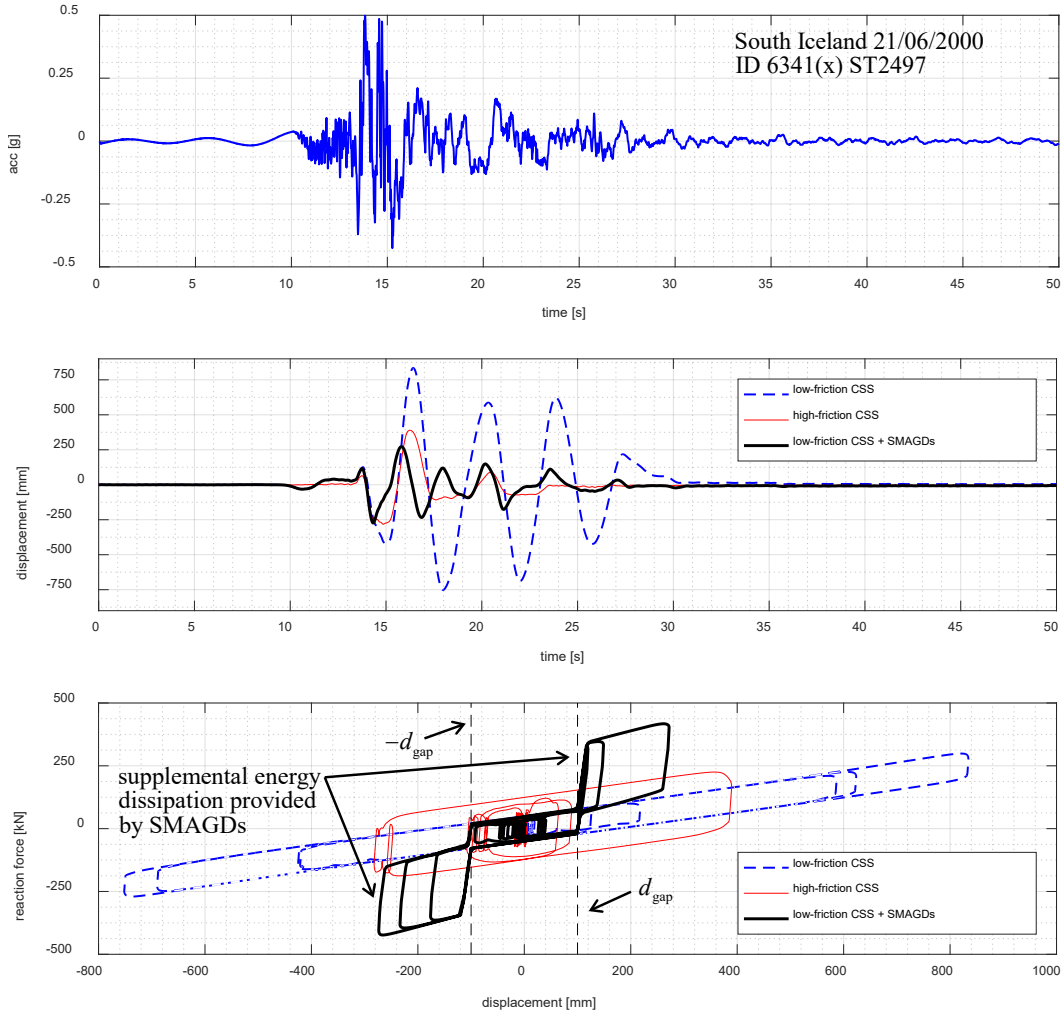 0.5
0.25
0
-0.25
-0.5
acc [g]
South Iceland 21/06/2000
ID 6341(x) ST2497
0 5 10 15 20 25 30 35 40 45 50
time [s]
750
500
250
0
-250
-500
-750
displacement [mm]
low-friction CSS
high-friction CSS
low-friction CSS + SMAGDs
0 5 10 15 20 25 30 35 40 45 50
time [s]
500
250
0
-250
-500
reaction force [kN]
−d gap
supplemental energy
dissipation provided
by SMAGDs
d gap
low-friction CSS
high-friction CSS
low-friction CSS + SMAGDs
-800 -600 -400 -200 0 200 400 600 800 1000
displacement [mm]